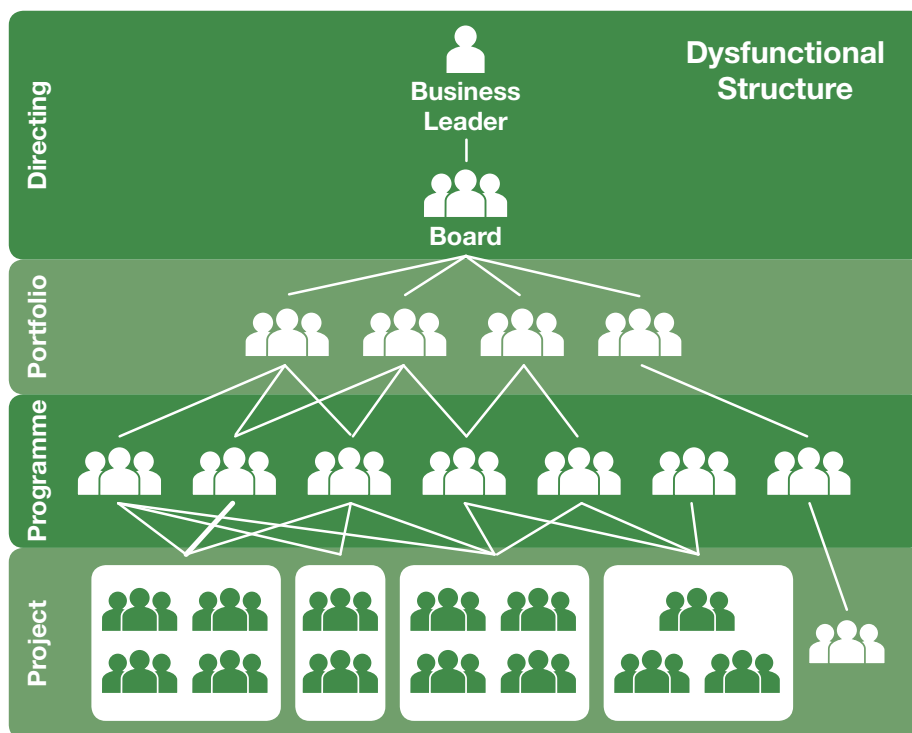 Dysfunctional
Structure
Business
Leader
Board
Directing
Portfolio
Programme
Project